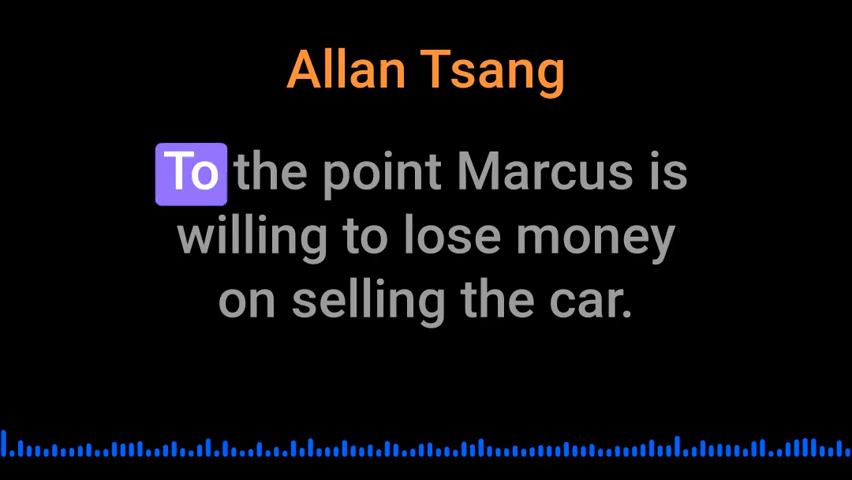 Allan Tsang
To the point Marcus is
willing to lose money
on selling the car.